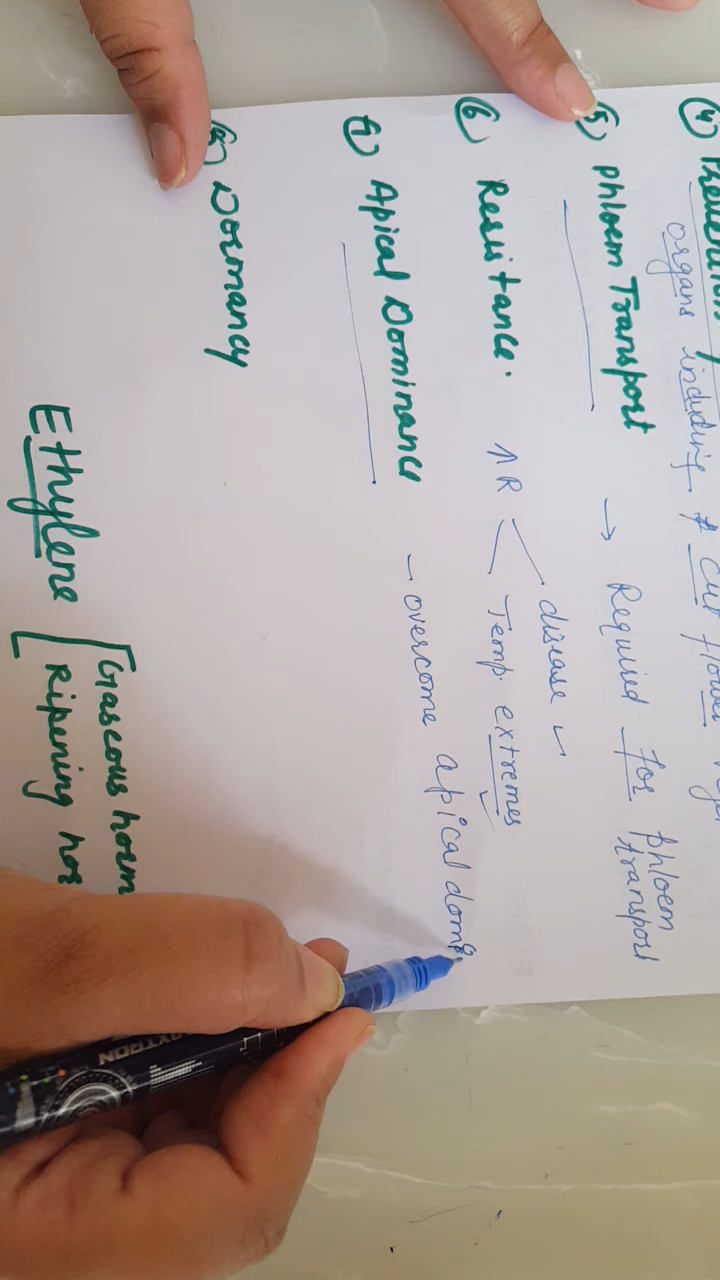 organs including
cut flower
⑤ Phloem Transport → Required for phloem
transport
⑥ Resistance. ↑ R
disease ✓
Temp. extremes ✓
⑦ Apical Dominance – overcome apical dom
Dormancy
Ethylene [Gaseous horm
Ripening hor